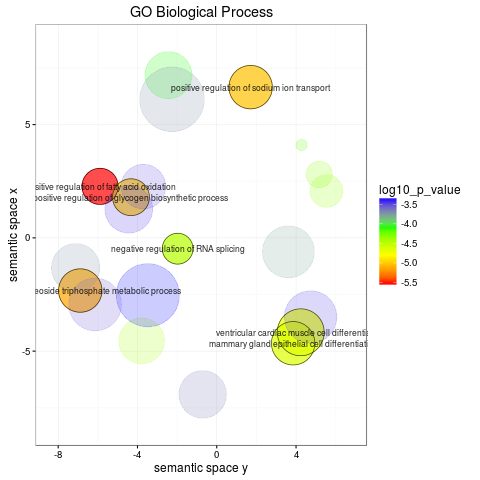 GO Biological Process
positive regulation of sodium ion transport
sitive regulation of fatty acid oxidation
positive regulation of glycogen biosynthetic process
negative regulation of RNA splicing
eoside triphosphate metabolic process
ventricular cardiac muscle cell differentia
mammary gland epithelial cell differentiati
5
0
-5
-8
-4
0
4
semantic space x
semantic space y
log10_p_value
-3.5
-4.0
-4.5
-5.0
-5.5